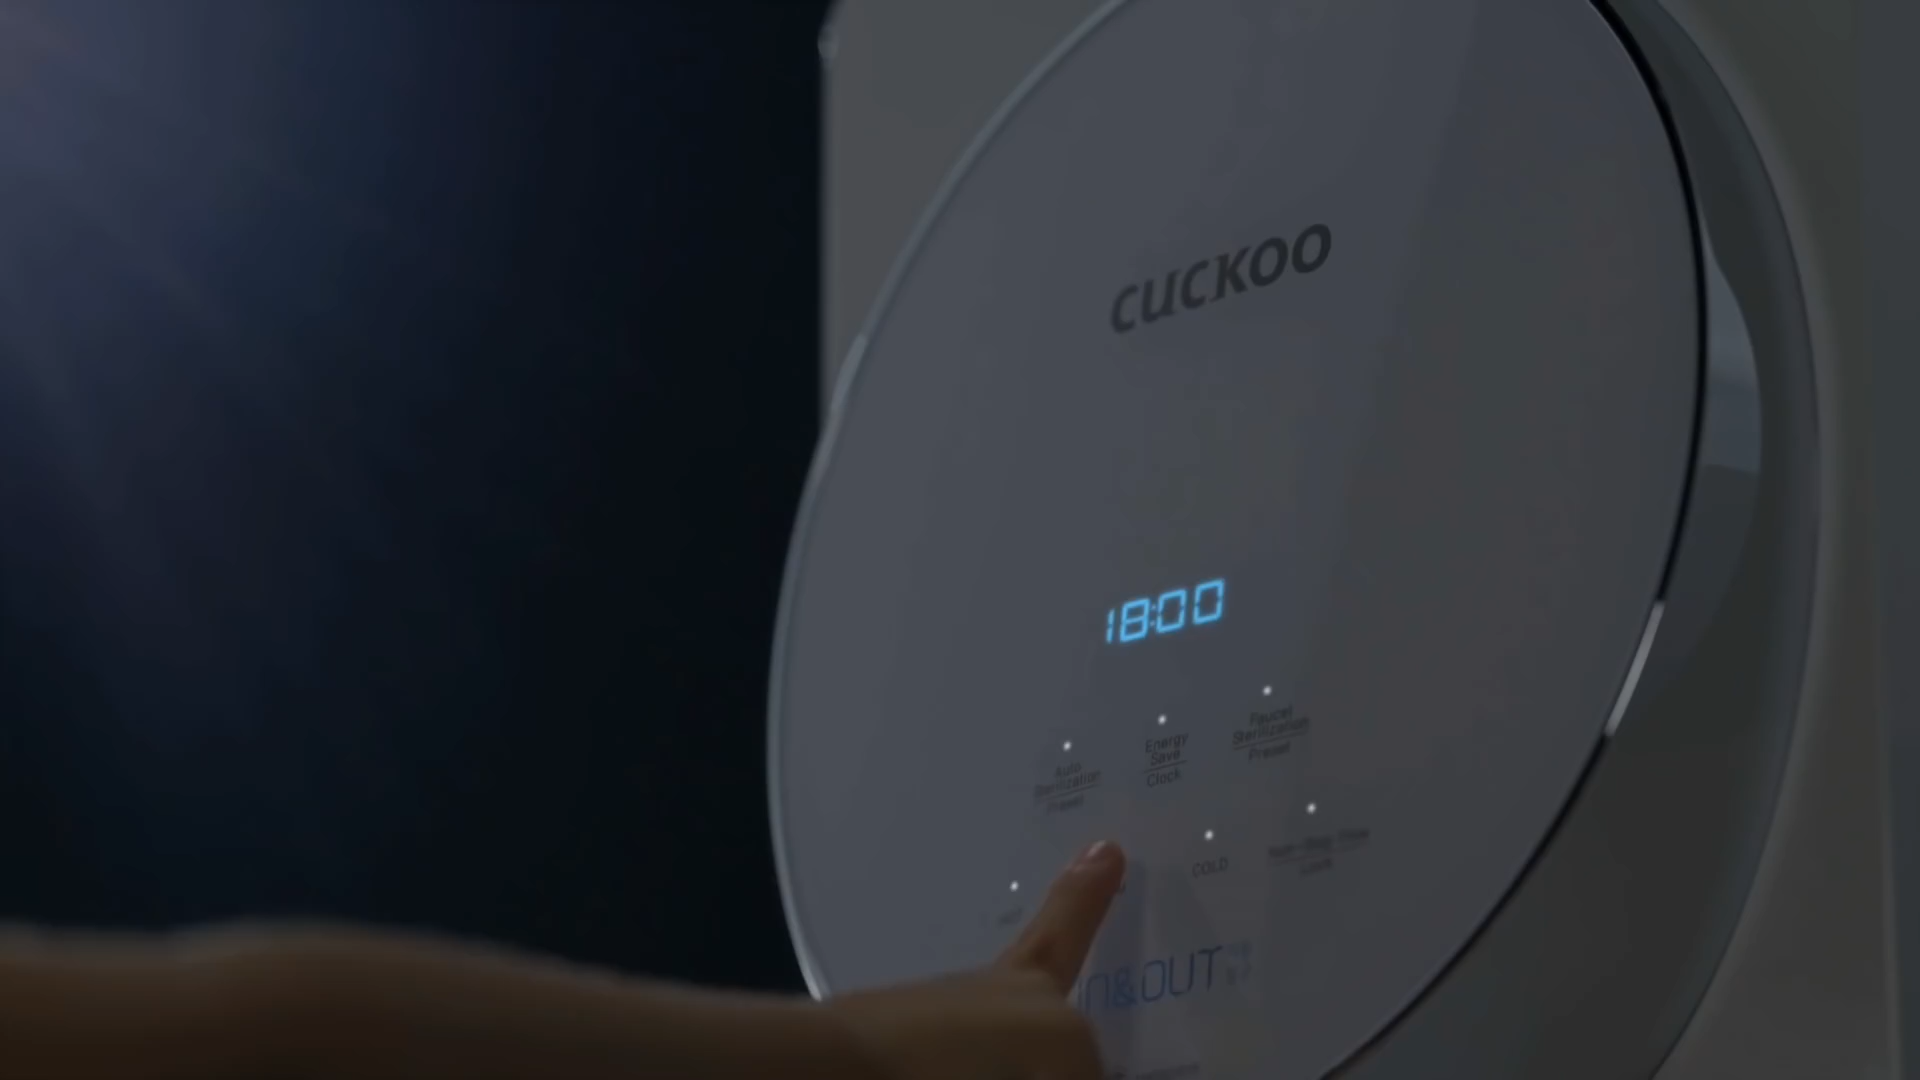 CUCKOO
18:00
Faucet
Sterilization
Preset
Energy
Save
Clock
Auto
Sterilization
Preset
COLD
IN&OUT